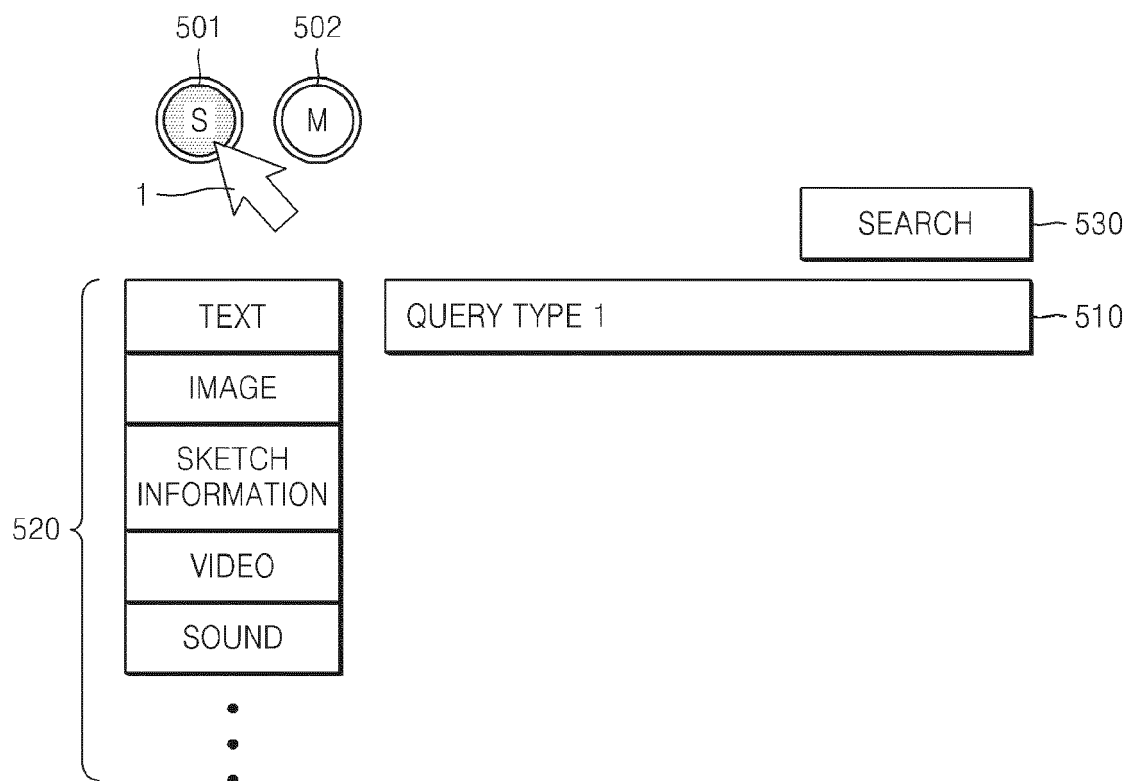 501
502
S
M
1
SEARCH
530
TEXT
QUERY TYPE 1
510
IMAGE
SKETCH
INFORMATION
520
VIDEO
SOUND